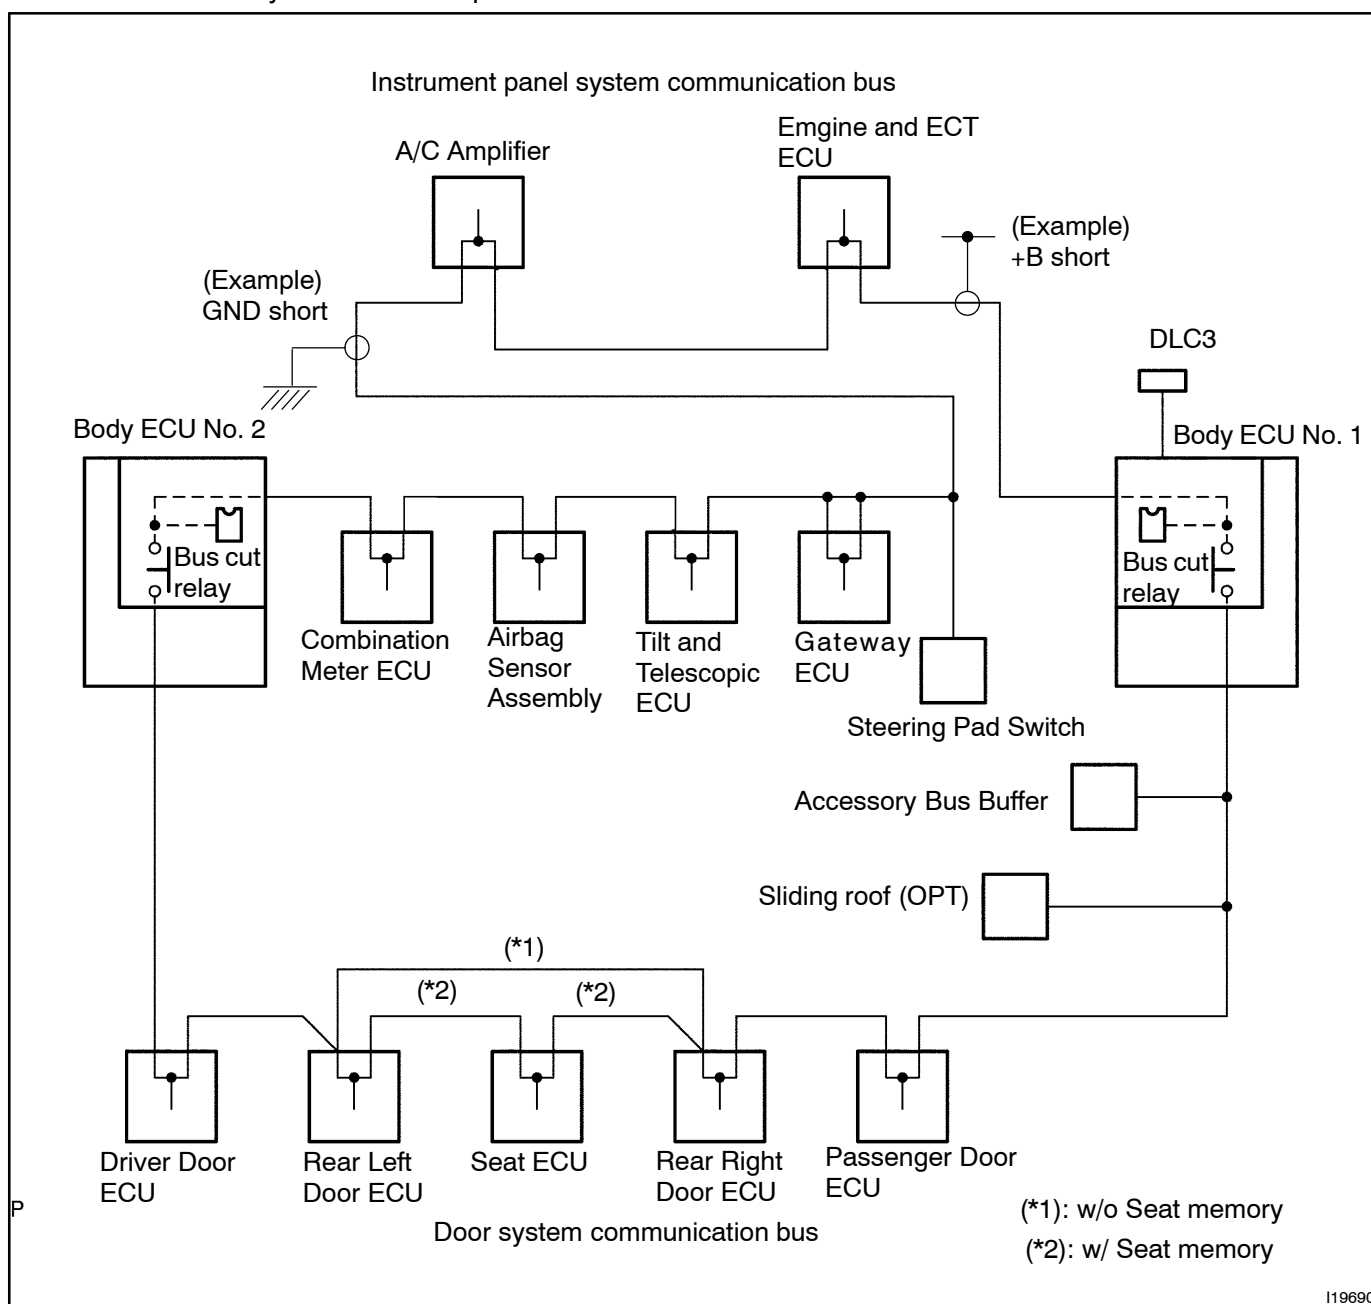 Instrument panel system communication bus
A/C Amplifier
Emgine and ECT
ECU
(Example)
+B short
(Example)
GND short
DLC3
Body ECU No. 2
Body ECU No. 1
Bus cut
relay
Bus cut
relay
Combination
Meter ECU
Airbag
Sensor
Assembly
Tilt and
Telescopic
ECU
Gateway
ECU
Steering Pad Switch
Accessory Bus Buffer
Sliding roof (OPT)
(*1)
(*2)
(*2)
Driver Door
ECU
Rear Left
Door ECU
Seat ECU
Rear Right
Door ECU
Passenger Door
ECU
P
Door system communication bus
(*1): w/o Seat memory
(*2): w/ Seat memory
I19690